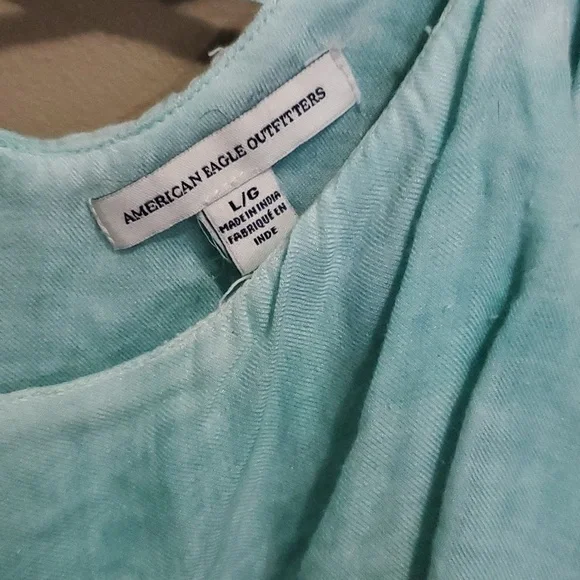 AMERICAN EAGLE OUTFITTERS
L/G
MADE IN INDIA
FABRIQUÉ EN
INDE